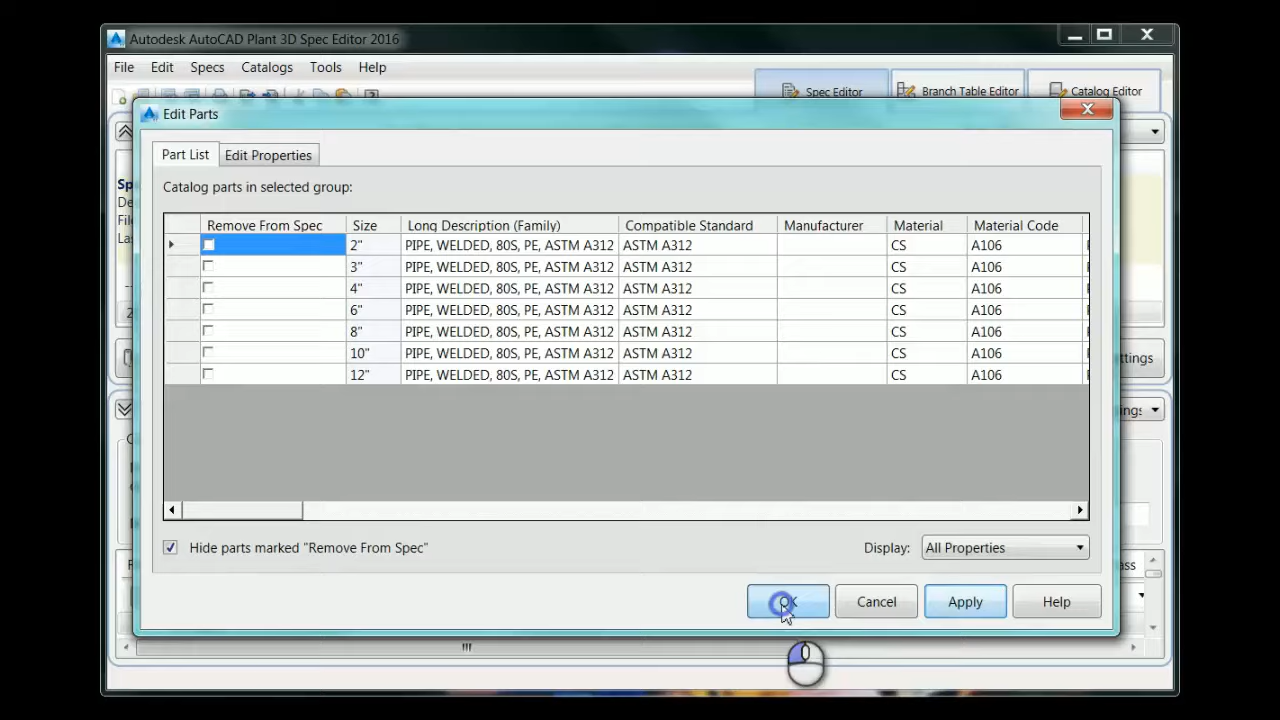 Autodesk AutoCAD Plant 3D Spec Editor 2016
File Edit Specs Catalogs Tools Help
Spec Editor Branch Table Editor Catalog Editor
Edit Parts
Part List Edit Properties
Catalog parts in selected group:
Remove From Spec Size Long Description (Family) Compatible Standard Manufacturer Material Material Code
2" PIPE, WELDED, 80S, PE, ASTM A312 ASTM A312 CS A106
3" PIPE, WELDED, 80S, PE, ASTM A312 ASTM A312 CS A106
4" PIPE, WELDED, 80S, PE, ASTM A312 ASTM A312 CS A106
6" PIPE, WELDED, 80S, PE, ASTM A312 ASTM A312 CS A106
8" PIPE, WELDED, 80S, PE, ASTM A312 ASTM A312 CS A106
10" PIPE, WELDED, 80S, PE, ASTM A312 ASTM A312 CS A106
12" PIPE, WELDED, 80S, PE, ASTM A312 ASTM A312 CS A106
Hide parts marked "Remove From Spec" Display: All Properties
OK Cancel Apply Help